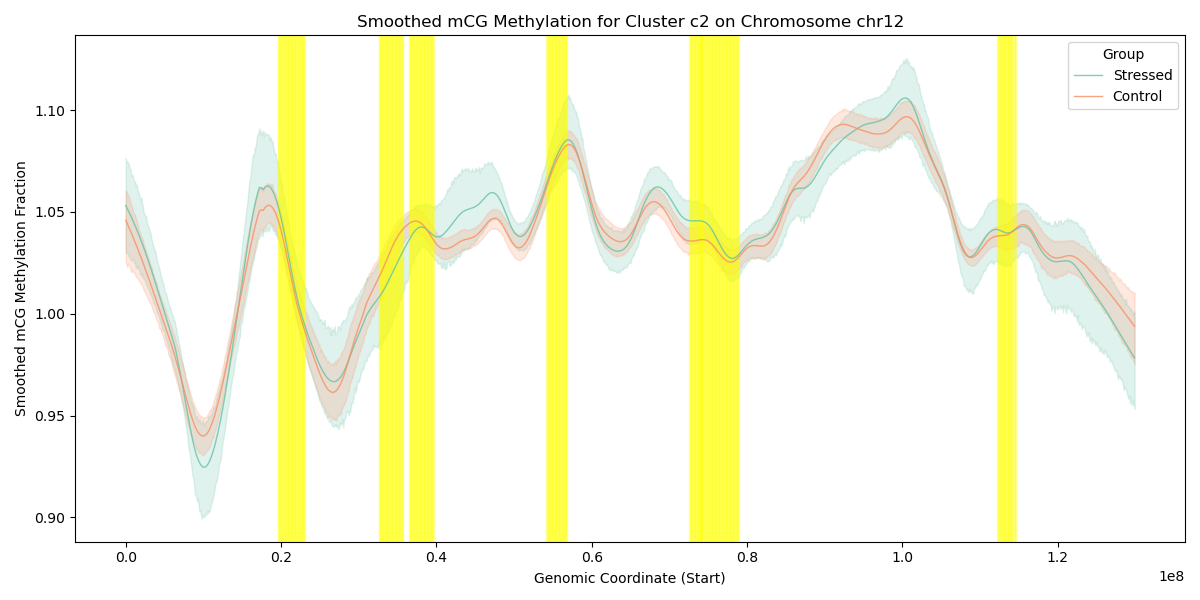 Smoothed mCG Methylation for Cluster c2 on Chromosome chr12
Group
Stressed
Control
Smoothed mCG Methylation Fraction
1.10
1.05
1.00
0.95
0.90
0.0
0.2
0.4
0.6
0.8
1.0
1.2
1e8
Genomic Coordinate (Start)